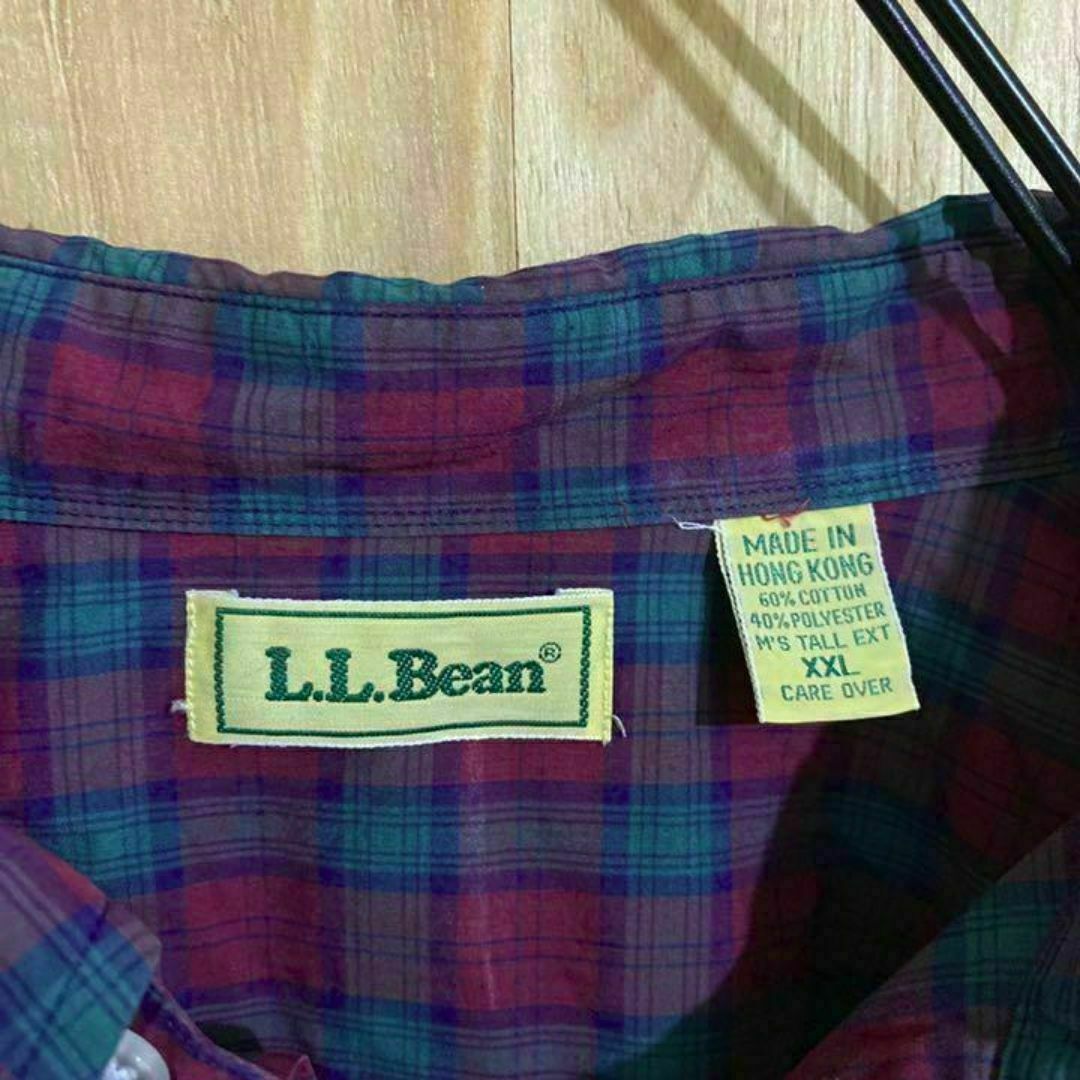 L.L.Bean®
MADE IN
HONG KONG
60% COTTON
40% POLYESTER
M'S TALL EXT
XXL
CARE OVER